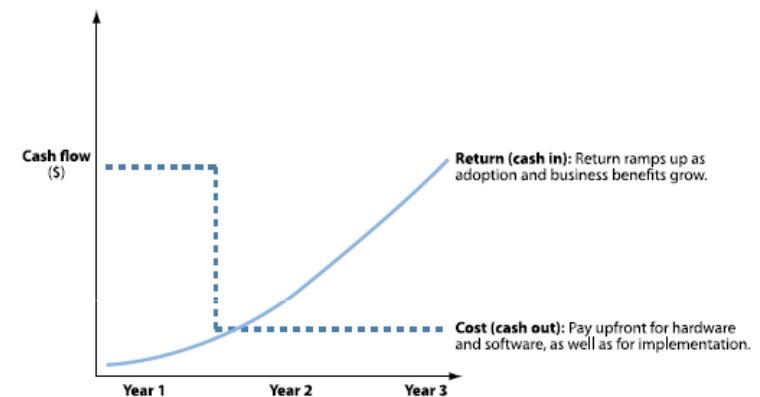 Cash flow
($)
Return (cash in): Return ramps up as
adoption and business benefits grow.
Cost (cash out): Pay upfront for hardware
and software, as well as for implementation.
Year 1
Year 2
Year 3